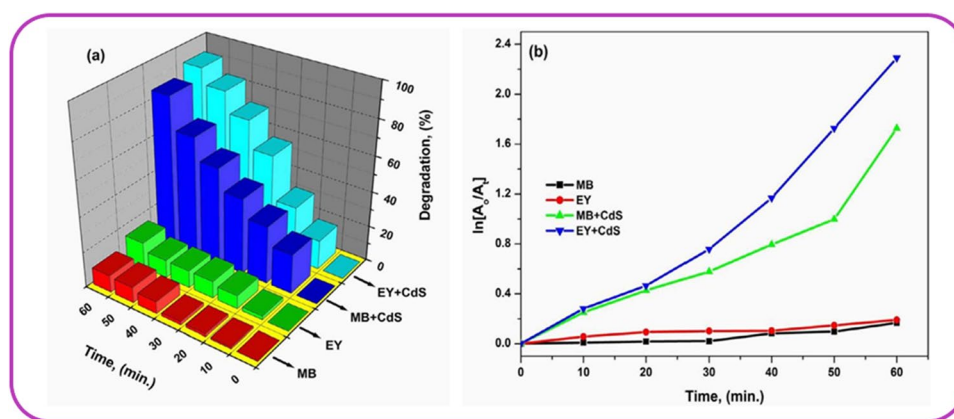 (a)
100
80
60
40
20
0
Degradation, (%)
EY+CdS
MB+CdS
EY
MB
60
50
40
30
20
10
0
Time, (min.)
(b)
2.4
2.0
1.6
1.2
0.8
0.4
0.0
ln[A₀/Aₜ]
MB
EY
MB+CdS
EY+CdS
0 10 20 30 40 50 60
Time, (min.)